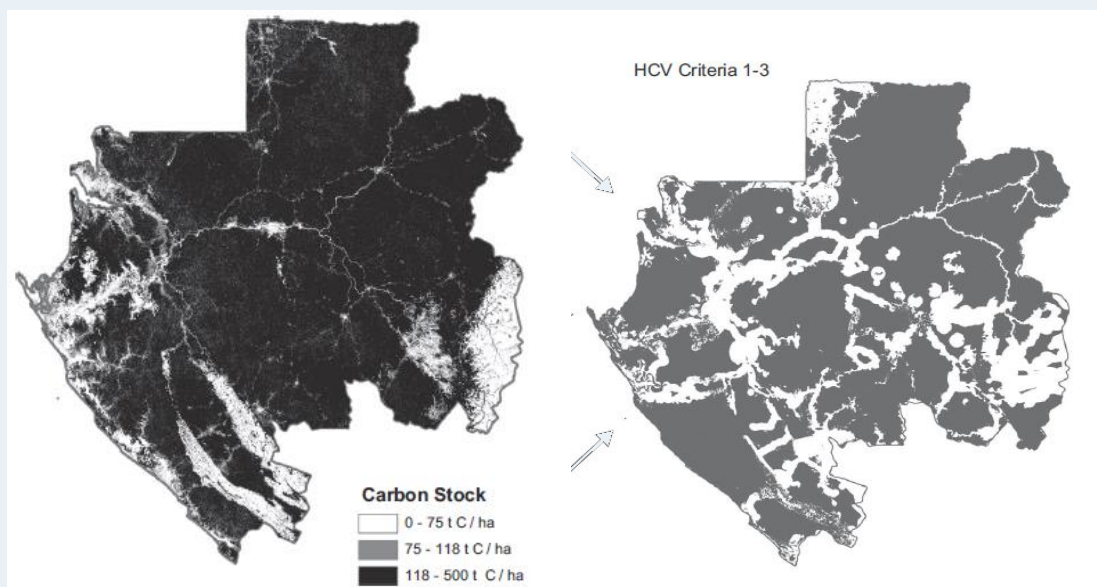 HCV Criteria 1-3
Carbon Stock
0 - 75 t C / ha
75 - 118 t C / ha
118 - 500 t C / ha